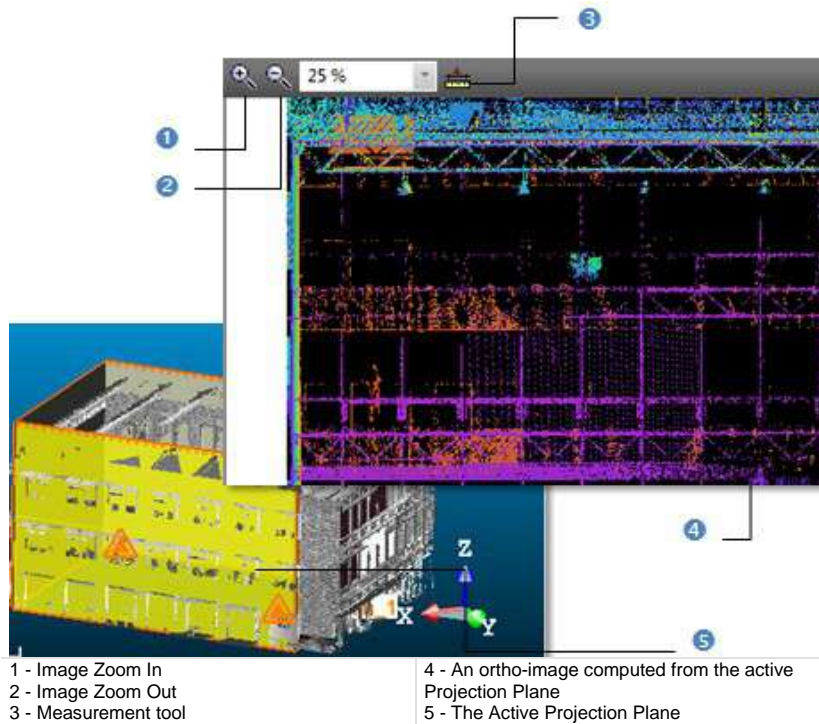 3
25 %
1
2
4
Z
X
Y
5
1 - Image Zoom In
2 - Image Zoom Out
3 - Measurement tool
4 - An ortho-image computed from the active
Projection Plane
5 - The Active Projection Plane